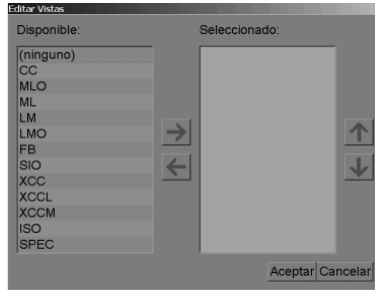 Editar Vistas
Disponible:
Seleccionado:
(ninguno)
CC
MLO
ML
LM
LMO
FB
SIO
XCC
XCCL
XCCM
ISO
SPEC
Aceptar
Cancelar